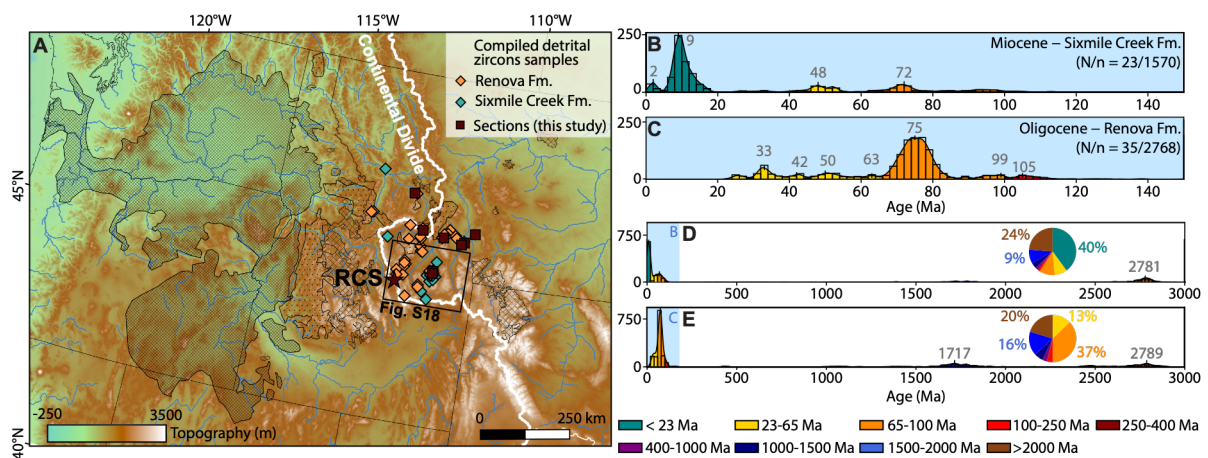 120°W
115°W
110°W
A
Compiled detrital
zircons samples
Renova Fm.
Sixmile Creek Fm.
Sections (this study)
Continental Divide
45°N
40°N
RCS
Fig. S18
-250
3500
Topography (m)
0
250 km
B
250
0
2
9
48
72
Miocene – Sixmile Creek Fm.
(N/n = 23/1570)
0
20
40
60
80
100
120
140
C
250
0
33
42
50
63
75
99
105
Oligocene – Renova Fm.
(N/n = 35/2768)
0
20
40
60
80
100
120
140
Age (Ma)
750
0
B
D
24%
40%
9%
2781
0
500
1000
1500
2000
2500
3000
750
0
C
E
20%
13%
16%
37%
1717
2789
0
500
1000
1500
2000
2500
3000
Age (Ma)
< 23 Ma
23-65 Ma
65-100 Ma
100-250 Ma
250-400 Ma
400-1000 Ma
1000-1500 Ma
1500-2000 Ma
>2000 Ma